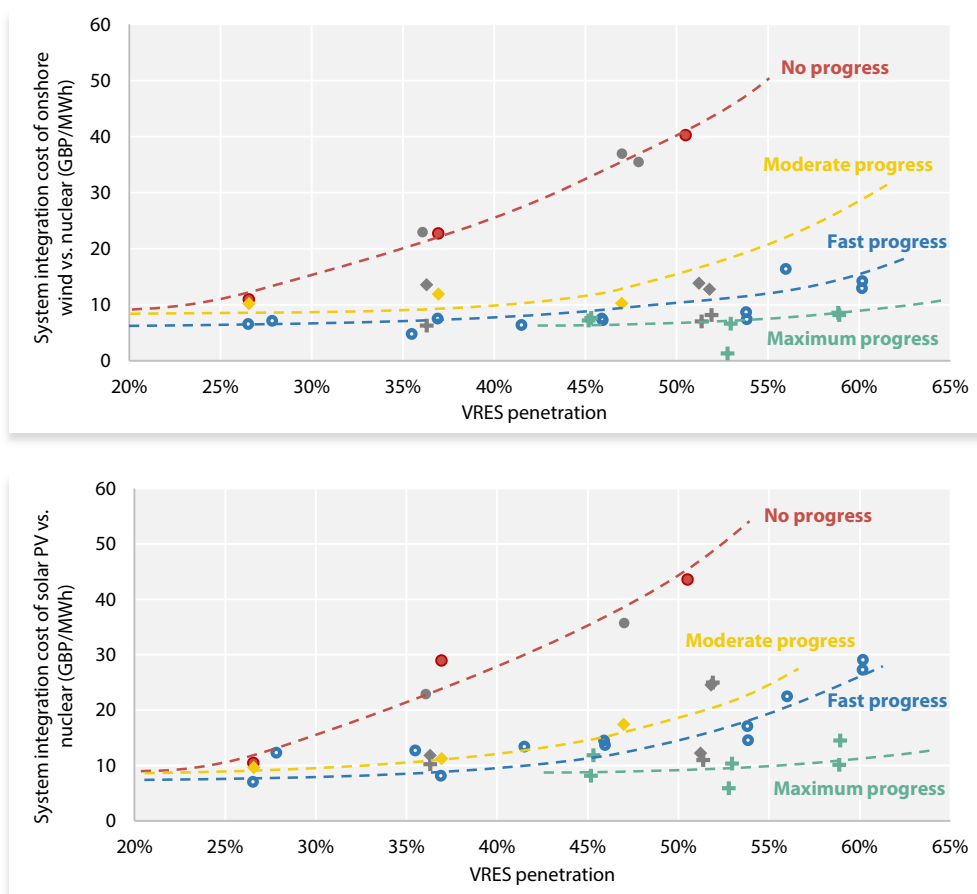 System integration cost of onshore
wind vs. nuclear (GBP/MWh)
60
50
40
30
20
10
0
No progress
Moderate progress
Fast progress
Maximum progress
20% 25% 30% 35% 40% 45% 50% 55% 60% 65%
VRES penetration
System integration cost of solar PV vs.
nuclear (GBP/MWh)
60
50
40
30
20
10
0
No progress
Moderate progress
Fast progress
Maximum progress
20% 25% 30% 35% 40% 45% 50% 55% 60% 65%
VRES penetration